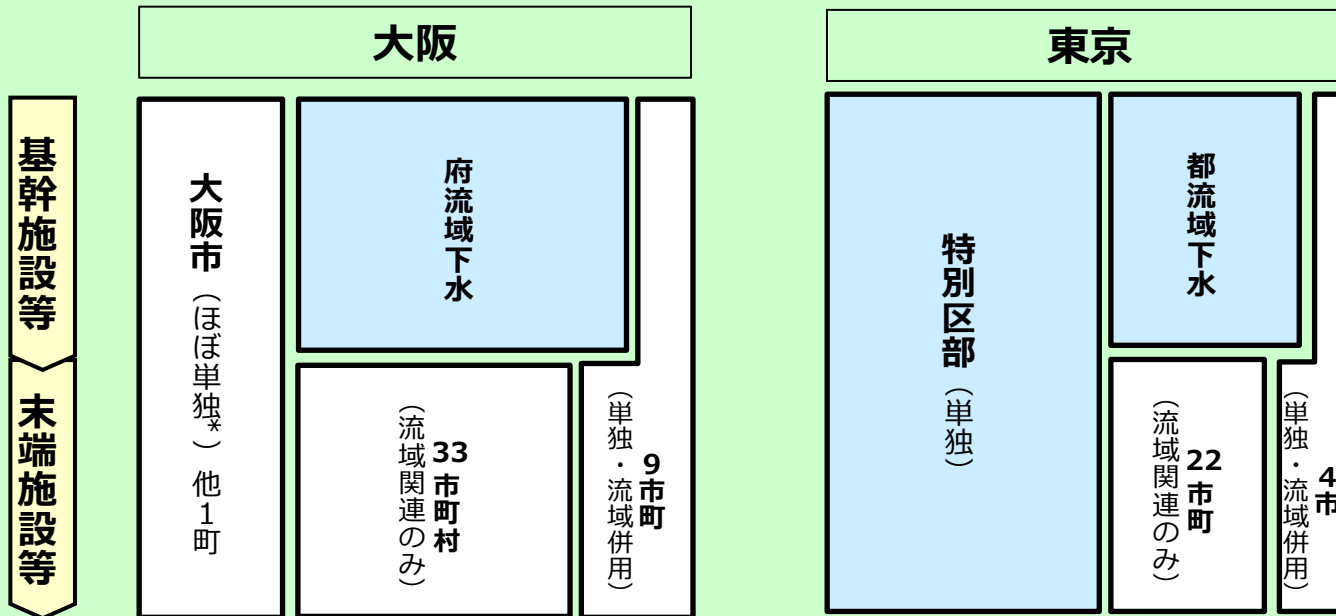 大阪
東京
基幹施設等
末端施設等
大阪市（ほぼ単独*）他１町
府流域下水
33市町村
（流域関連のみ）
9市町
（単独・流域併用）
特別区部（単独）
都流域下水
22市町
（流域関連のみ）
4市
（単独・流域併用）